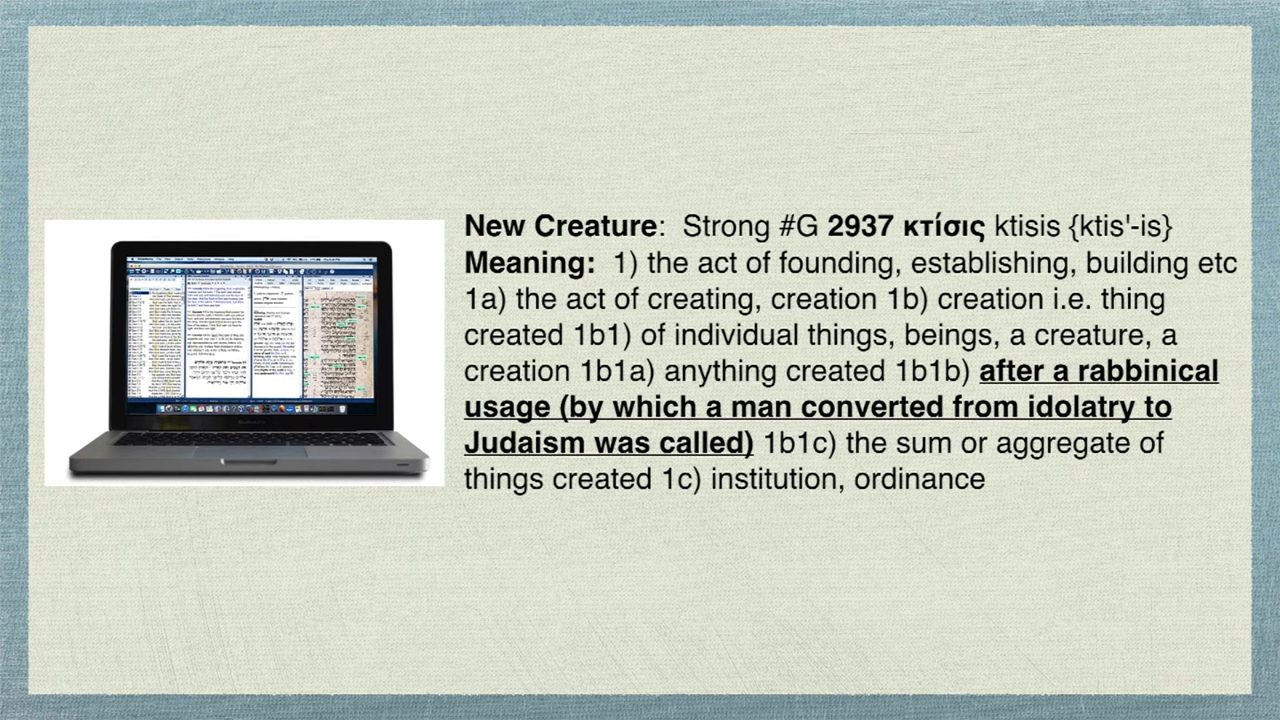 New Creature:  Strong #G 2937 κτίσις ktisis {ktis'-is}
Meaning:  1) the act of founding, establishing, building etc
1a) the act of creating, creation 1b) creation i.e. thing
created 1b1) of individual things, beings, a creature, a
creation 1b1a) anything created 1b1b) after a rabbinical
usage (by which a man converted from idolatry to
Judaism was called) 1b1c) the sum or aggregate of
things created 1c) institution, ordinance